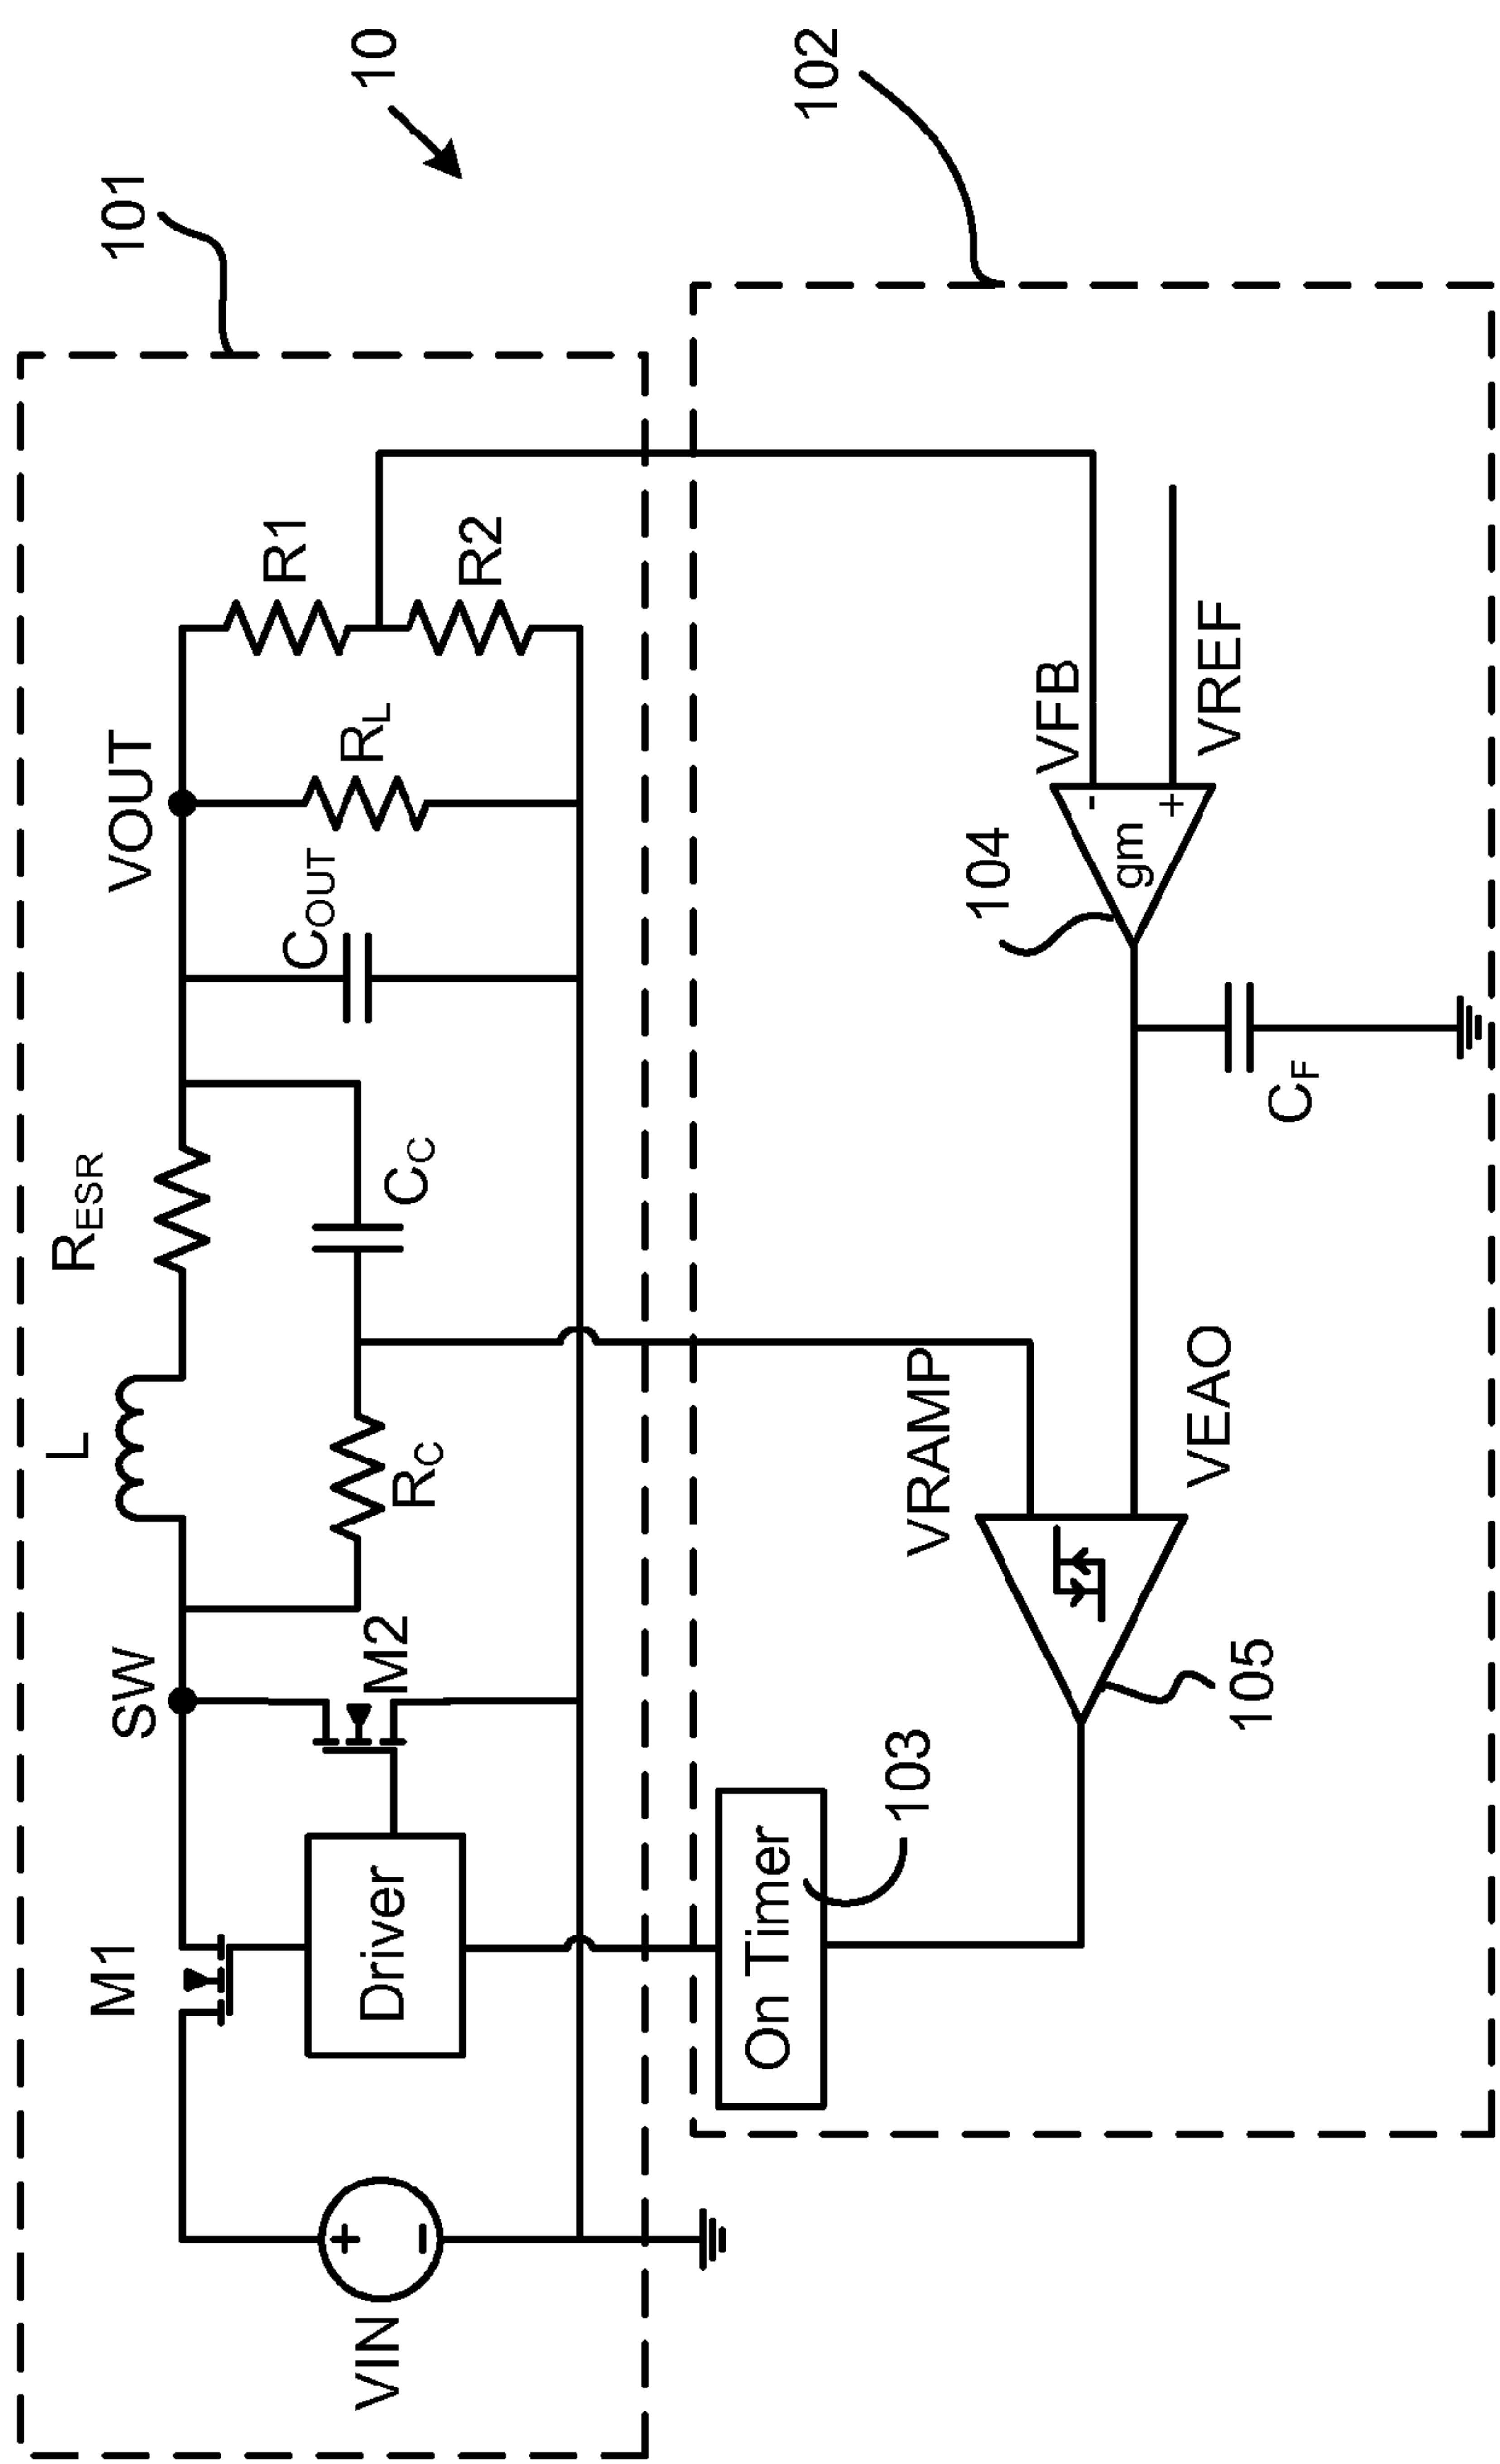 10
101
102
L
RESR
VOUT
SW
M1
M2
Driver
VIN
RC
CC
COUT
RL
R1
R2
On Timer
103
VRAMP
VEAO
105
104
gm
-
+
VFB
VREF
CF
+
-